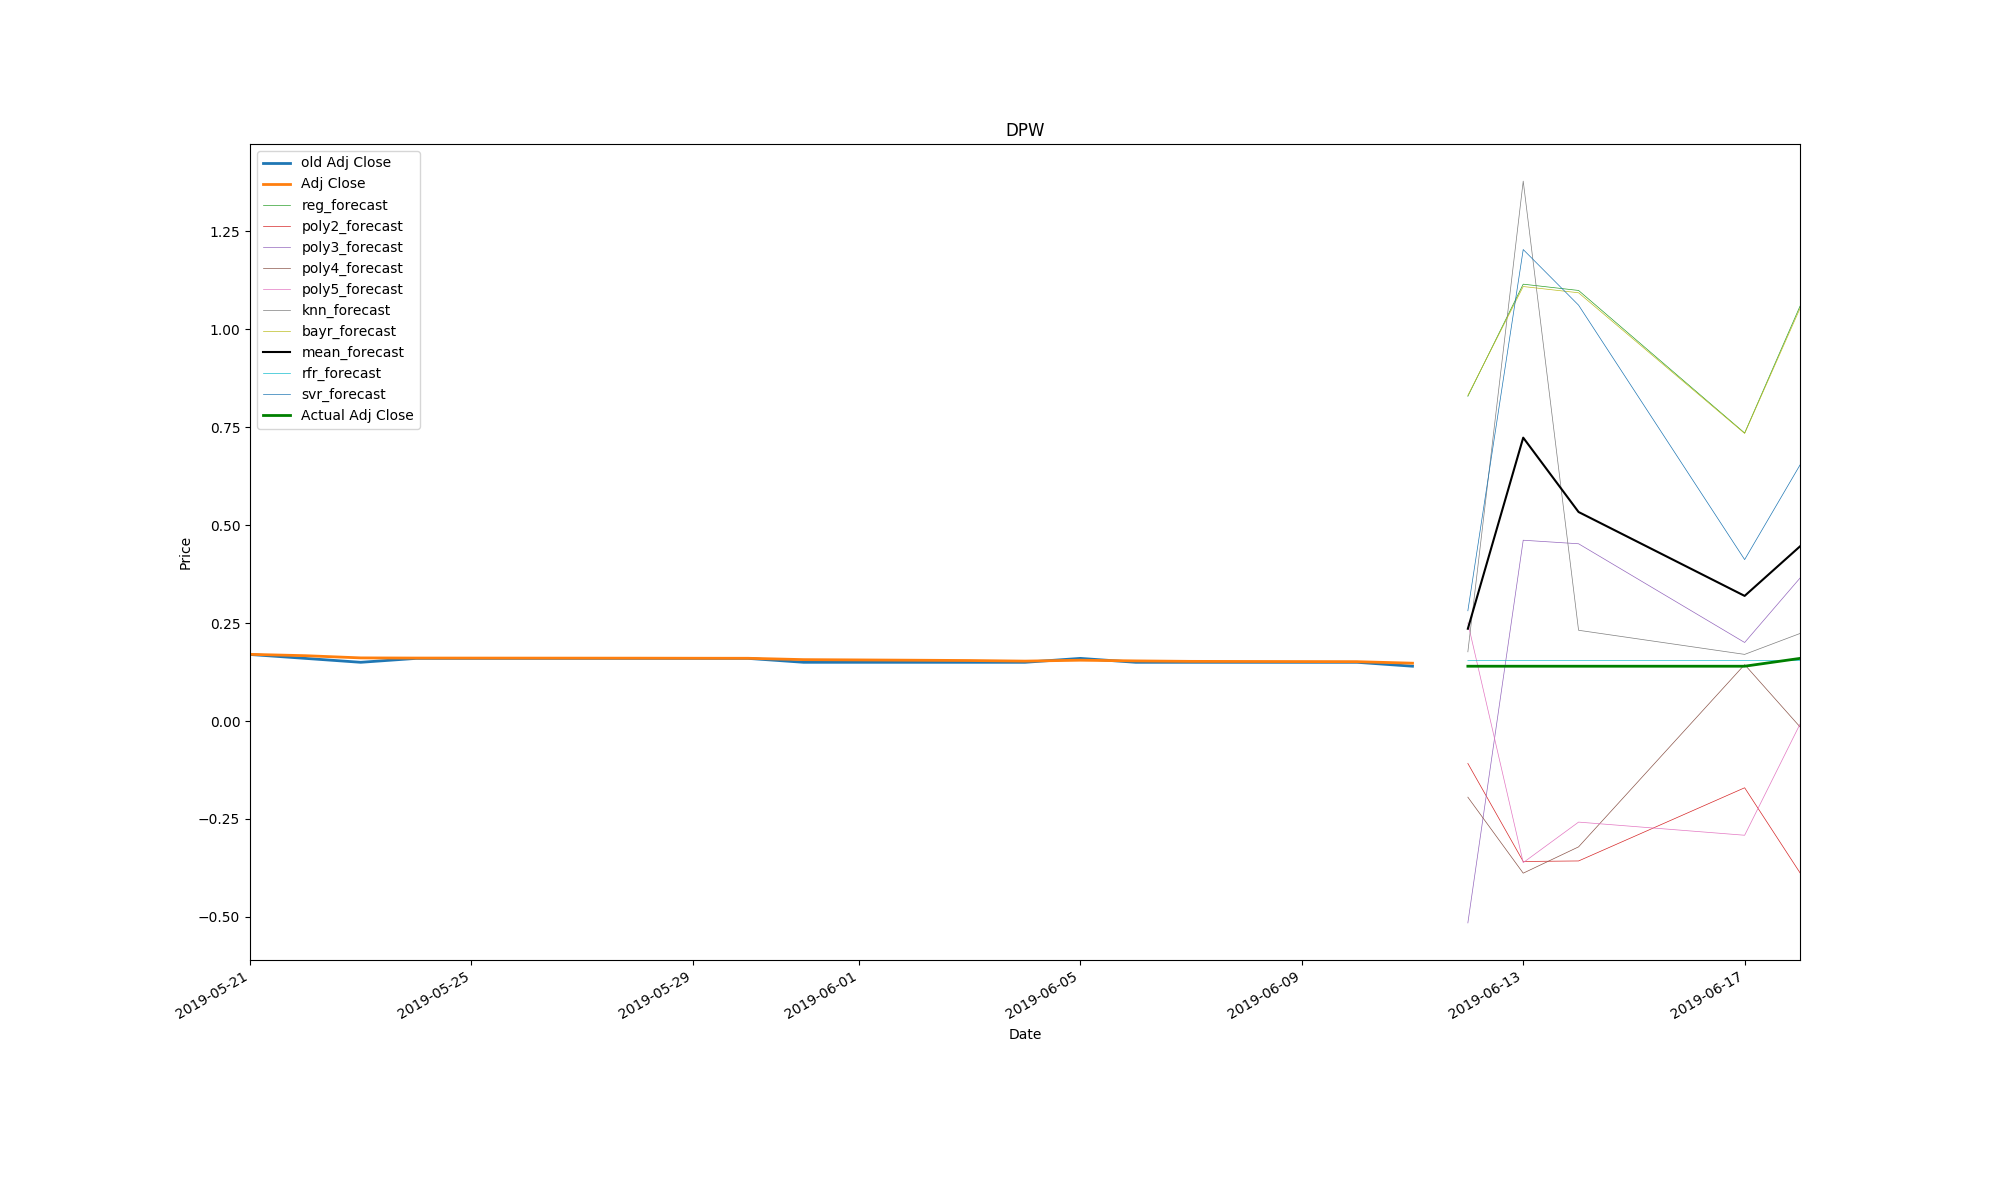 DPW
old Adj Close
Adj Close
reg_forecast
poly2_forecast
poly3_forecast
poly4_forecast
poly5_forecast
knn_forecast
bayr_forecast
mean_forecast
rfr_forecast
svr_forecast
Actual Adj Close
1.25
1.00
0.75
0.50
0.25
0.00
−0.25
−0.50
Price
2019-05-21
2019-05-25
2019-05-29
2019-06-01
2019-06-05
2019-06-09
2019-06-13
2019-06-17
Date